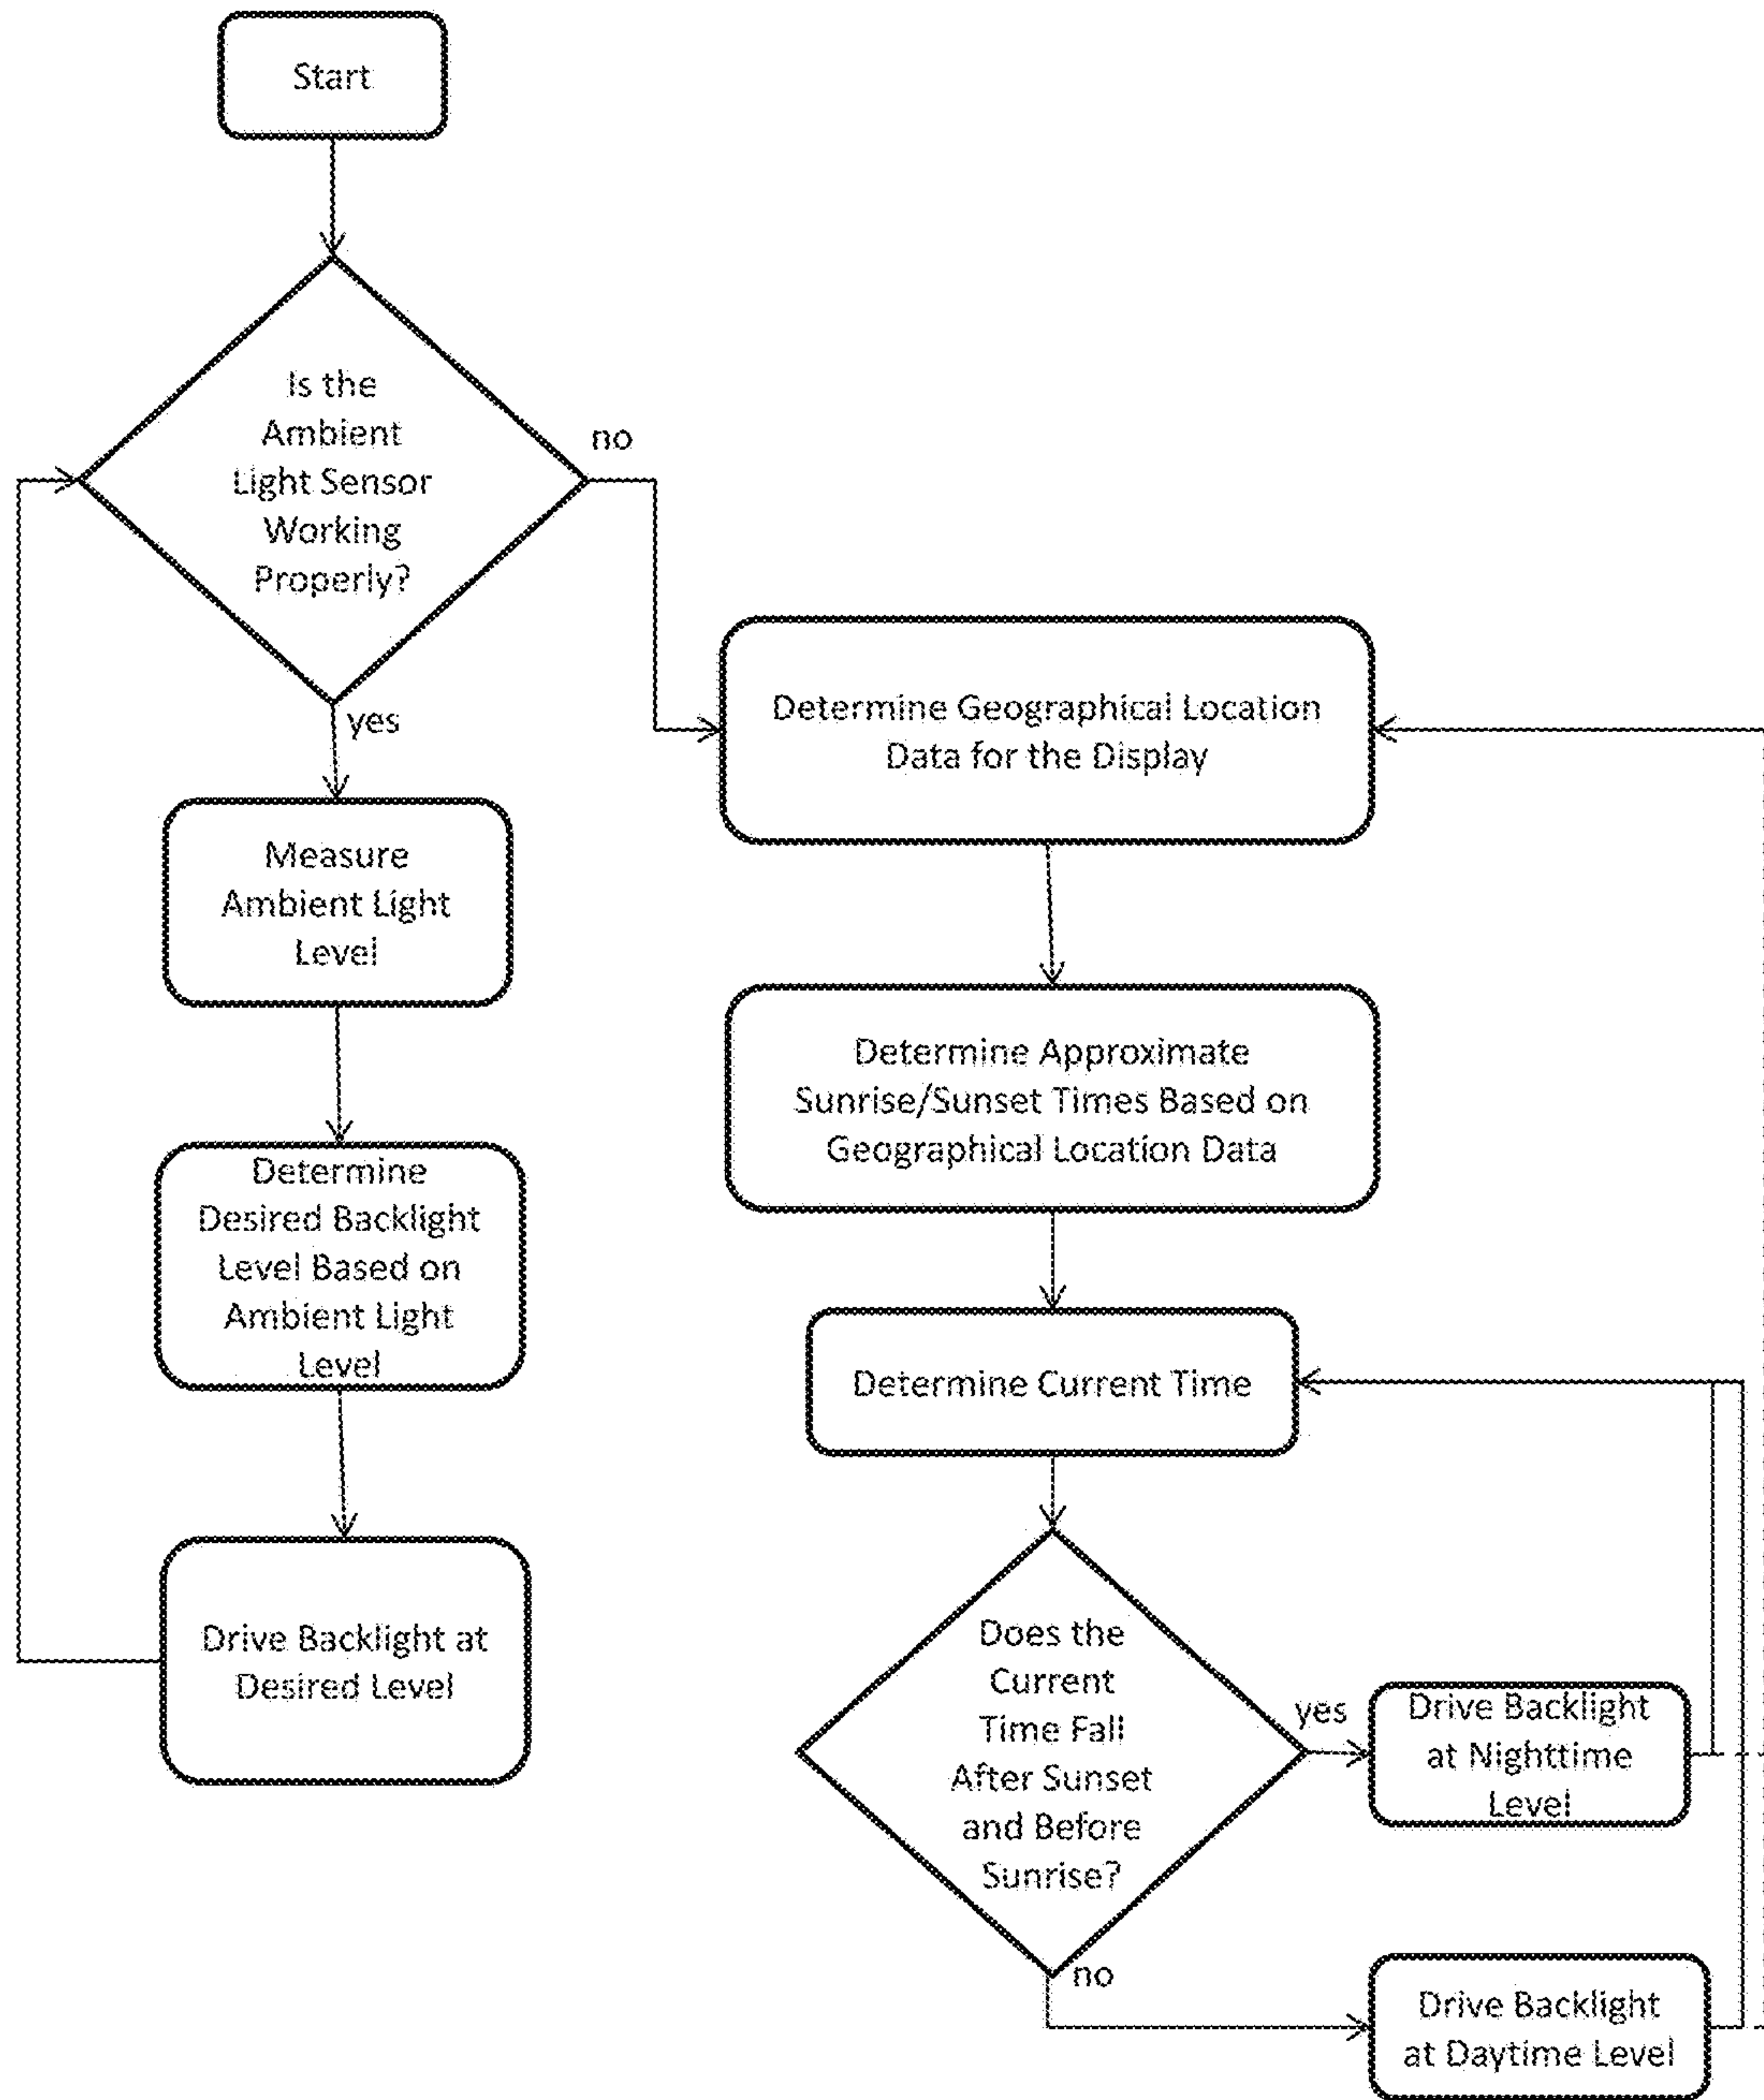 Start
Is the
Ambient
Light Sensor
Working
Properly?
no
yes
Measure
Ambient Light
Level
Determine
Desired Backlight
Level Based on
Ambient Light
Level
Drive Backlight at
Desired Level
Determine Geographical Location
Data for the Display
Determine Approximate
Sunrise/Sunset Times Based on
Geographical Location Data
Determine Current Time
Does the
Current
Time Fall
After Sunset
and Before
Sunrise?
yes
Drive Backlight
at Nighttime
Level
no
Drive Backlight
at Daytime Level